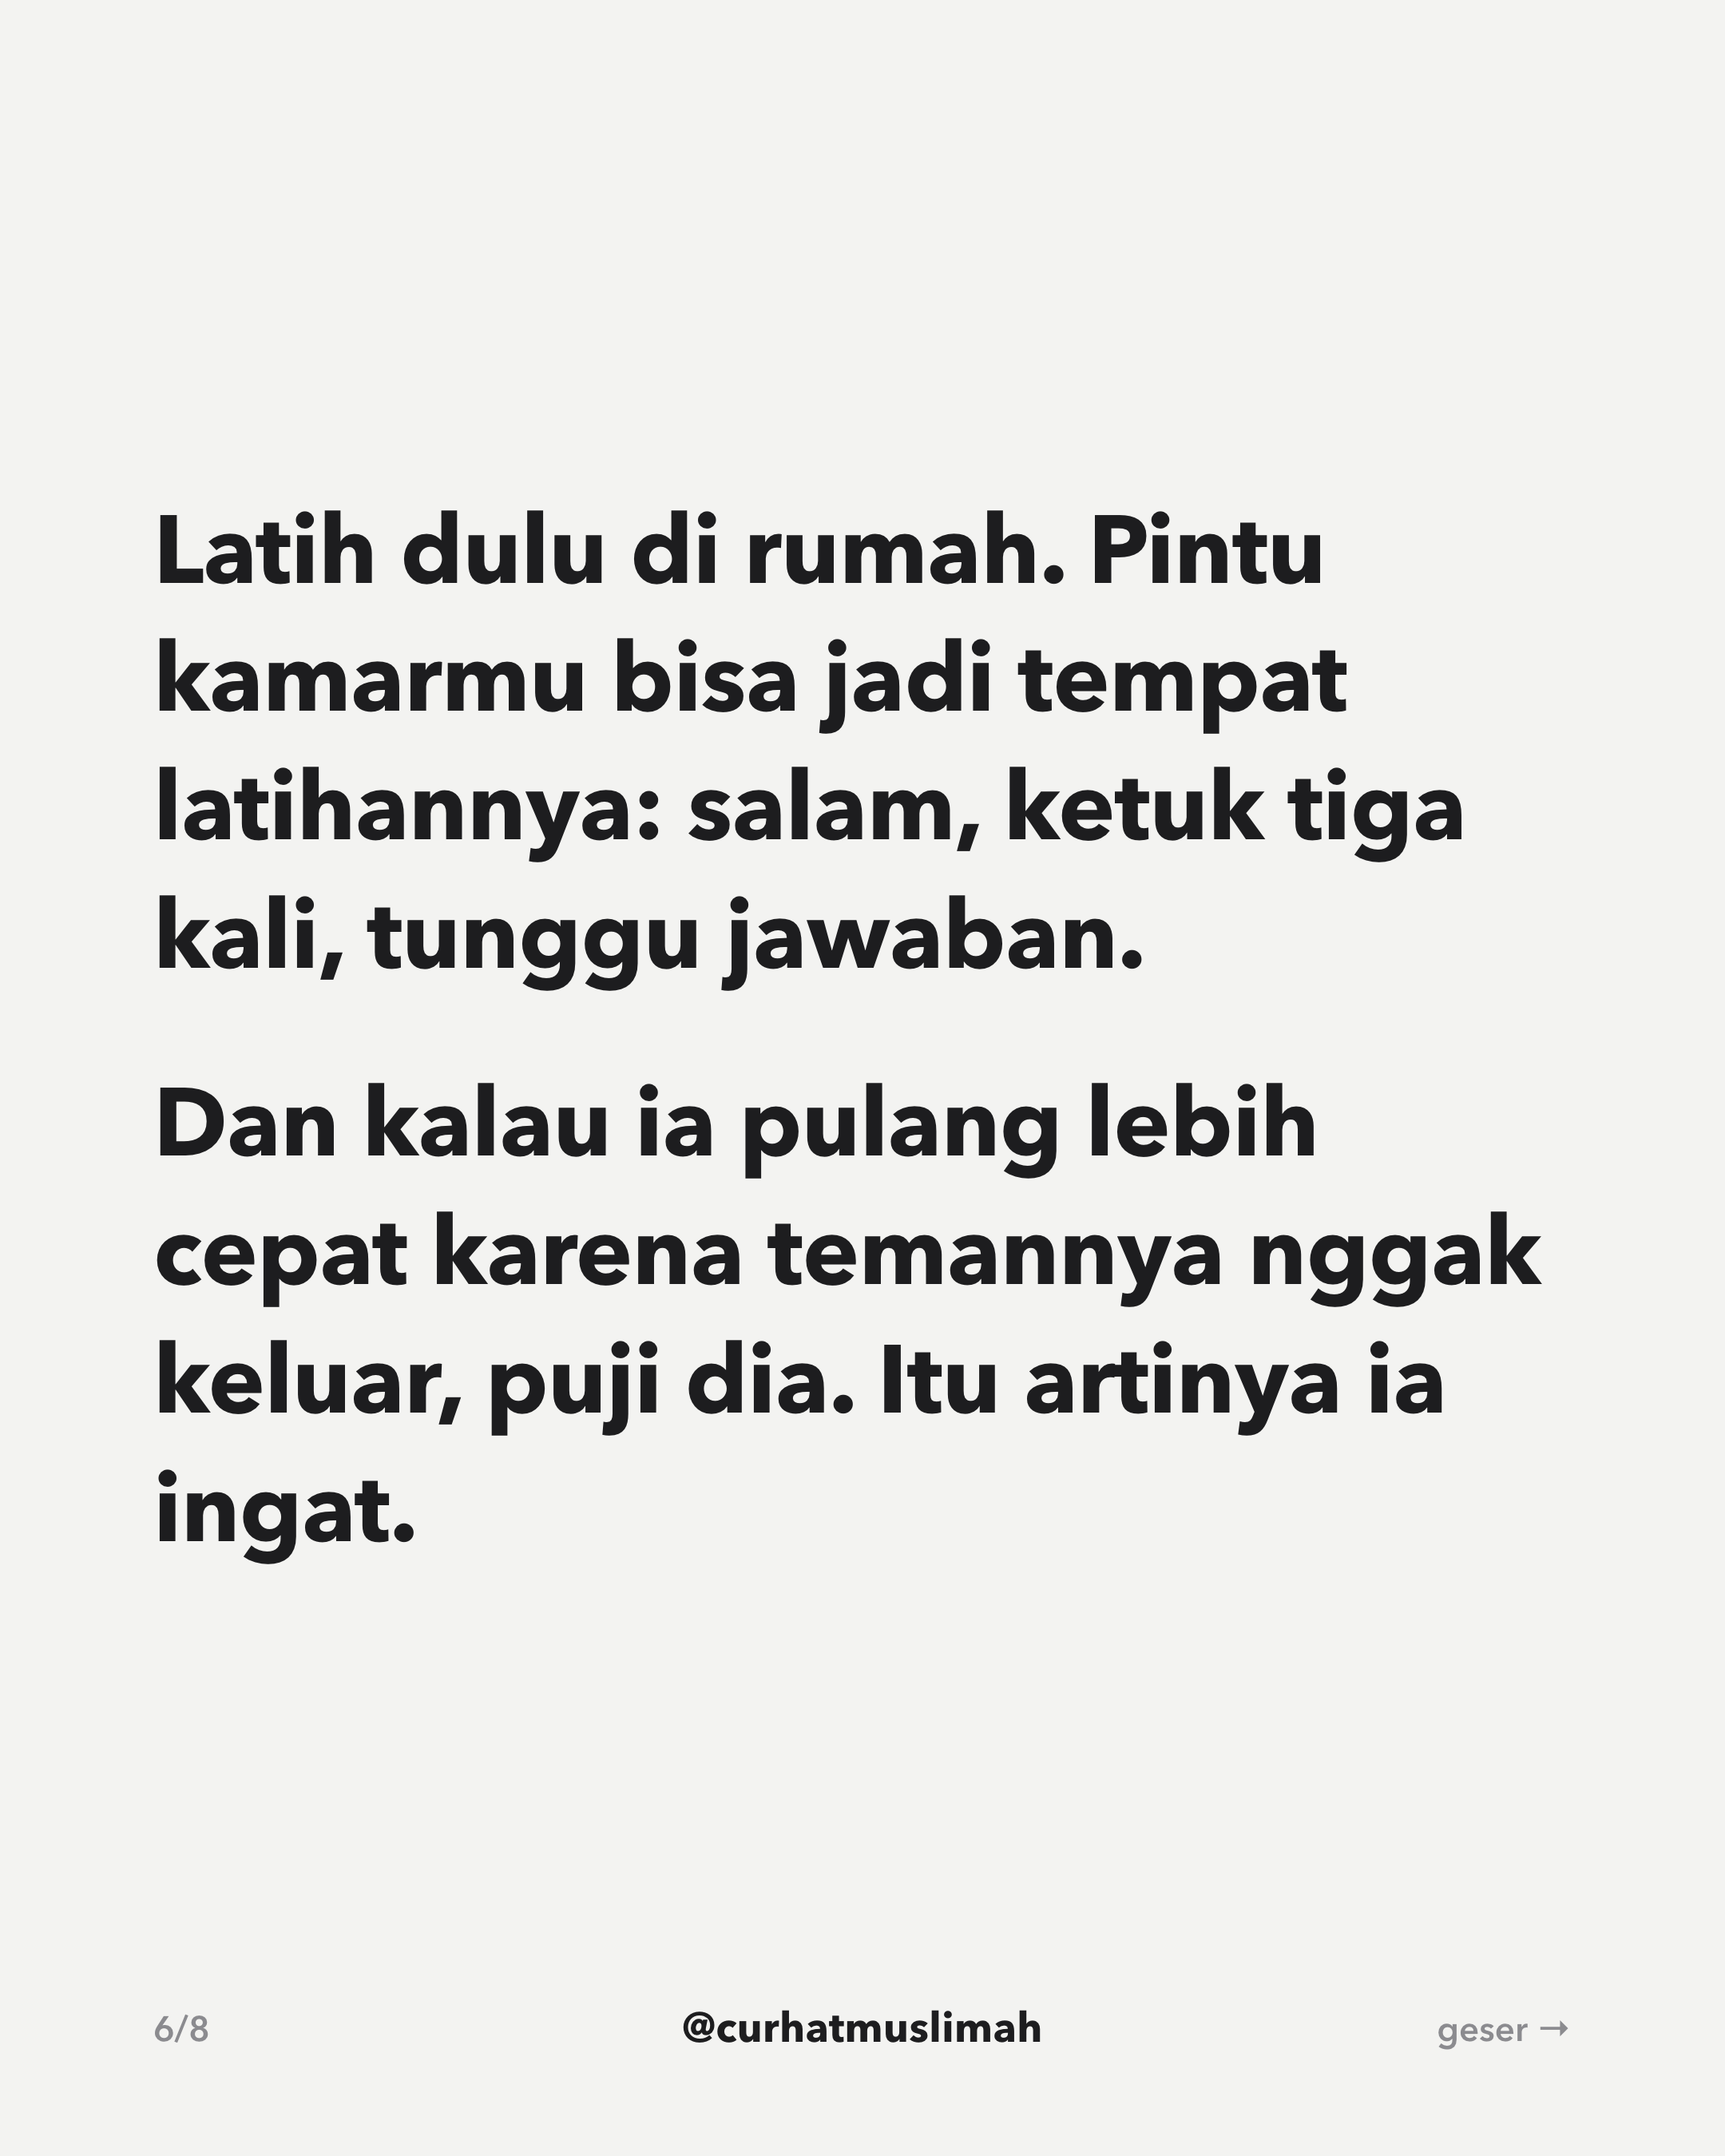 Latih dulu di rumah. Pintu
kamarmu bisa jadi tempat
latihannya: salam, ketuk tiga
kali, tunggu jawaban.
Dan kalau ia pulang lebih
cepat karena temannya nggak
keluar, puji dia. Itu artinya ia
ingat.
6/8
@curhatmuslimah
geser →